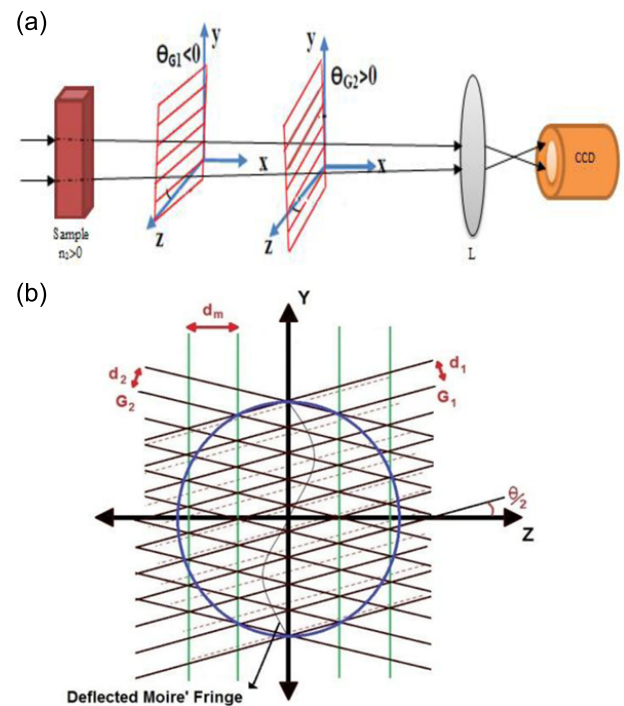 (a)
y
θG1<0
y
θG2>0
x
x
z
z
Sample
n2>0
L
CCD
(b)
Y
dm
d2
d1
G2
G1
θ/2
Z
Deflected Moire' Fringe